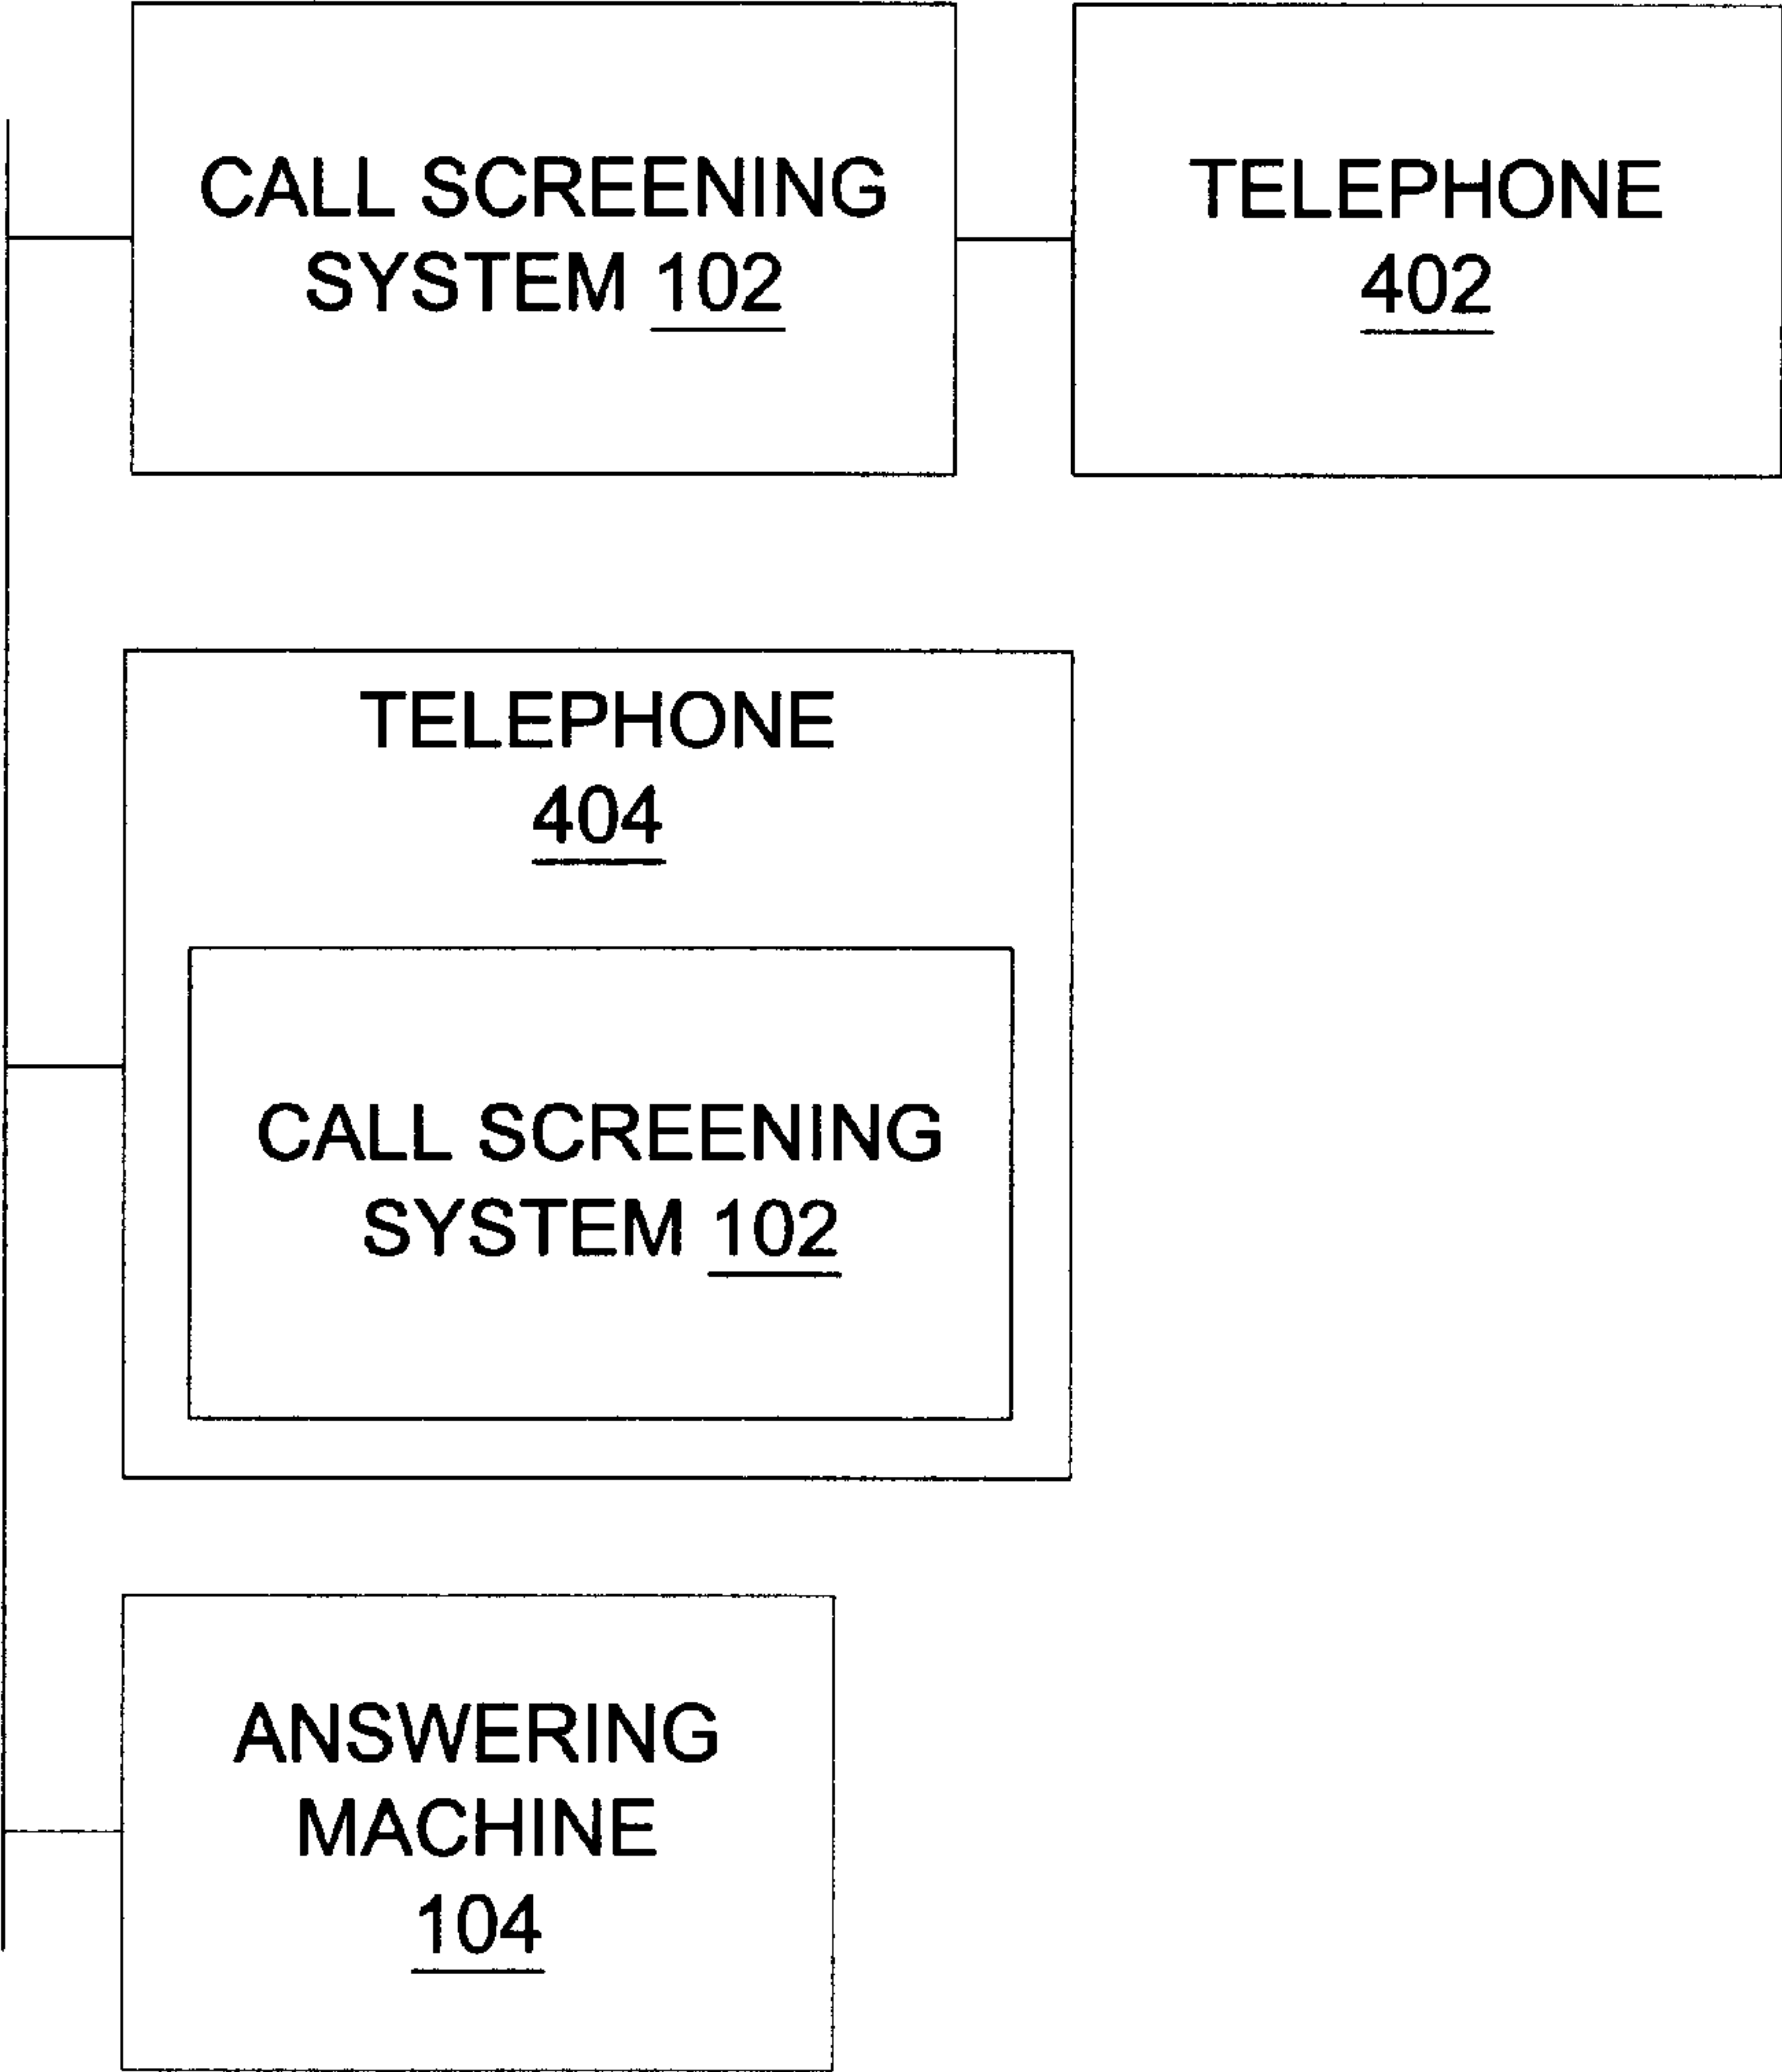 CALL SCREENING
SYSTEM 102
TELEPHONE
402
TELEPHONE
404
CALL SCREENING
SYSTEM 102
ANSWERING
MACHINE
104